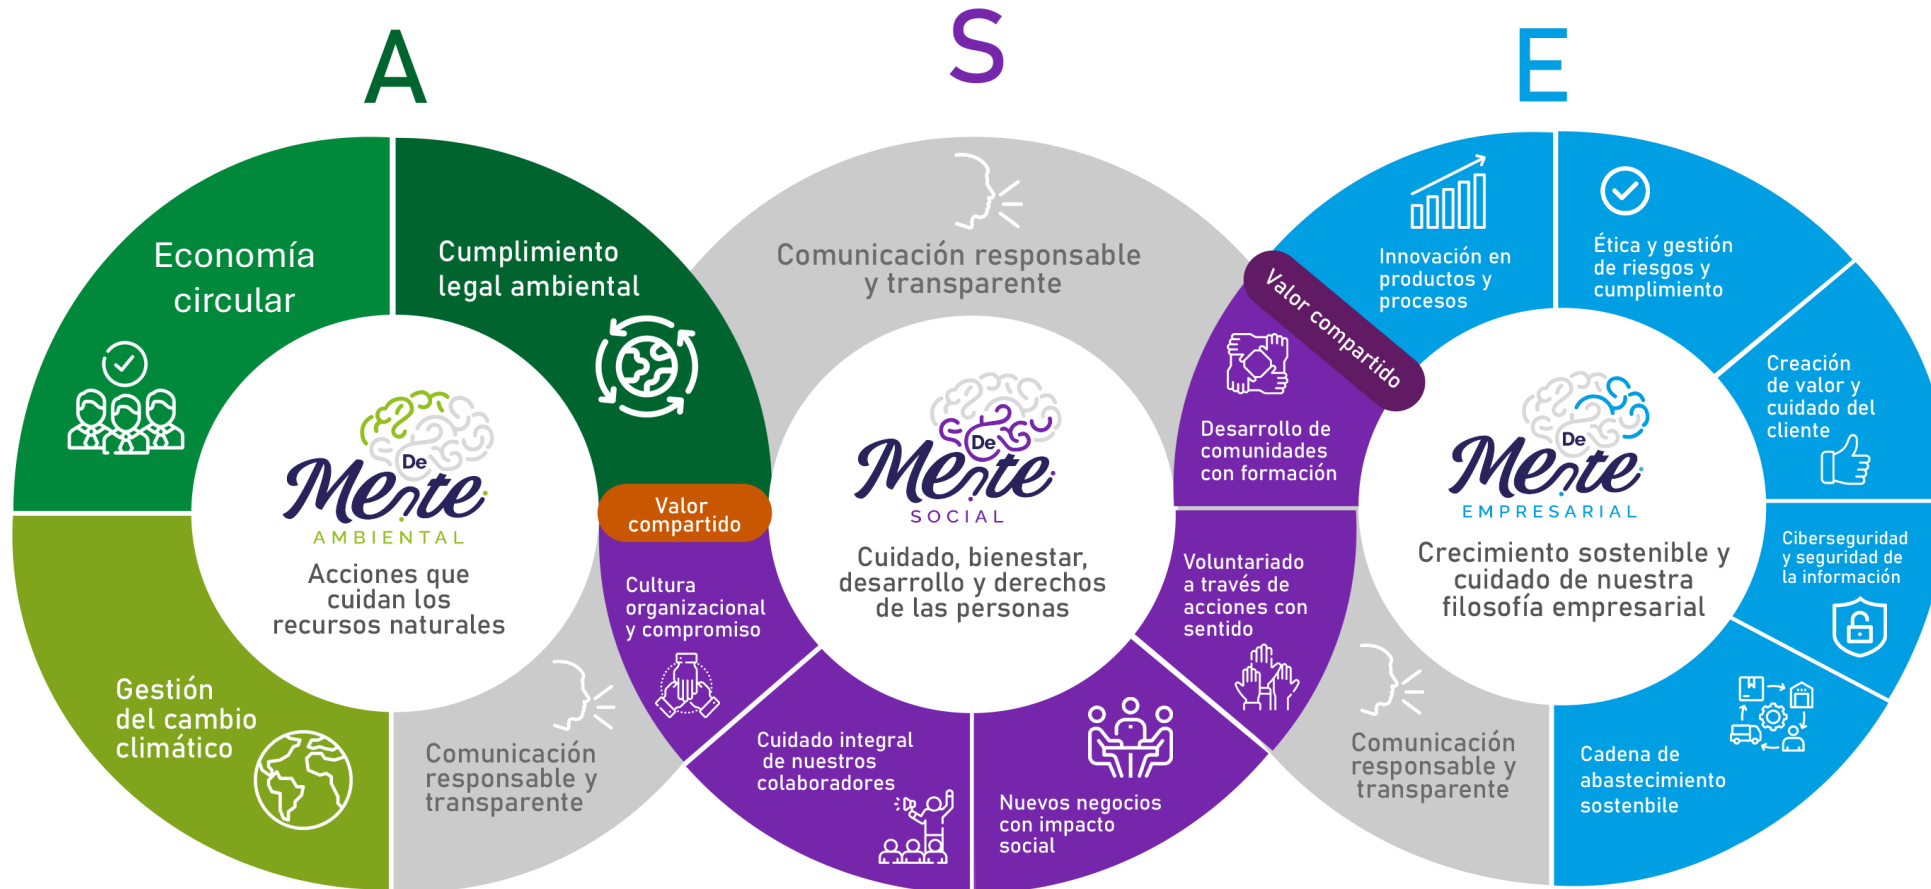 A
S
E
Economía
circular
Cumplimiento
legal ambiental
De
Mente
AMBIENTAL
Acciones que
cuidan los
recursos naturales
Gestión
del cambio
climático
Comunicación
responsable y
transparente
Valor
compartido
Comunicación responsable
y transparente
De
Mente
SOCIAL
Cuidado, bienestar,
desarrollo y derechos
de las personas
Cultura
organizacional
y compromiso
Cuidado integral
de nuestros
colaboradores
Nuevos negocios
con impacto
social
Voluntariado
a través de
acciones con
sentido
Desarrollo de
comunidades
con formación
Valor compartido
Innovación en
productos y
procesos
Ética y gestión
de riesgos y
cumplimiento
Creación
de valor y
cuidado del
cliente
De
Mente
EMPRESARIAL
Crecimiento sostenible y
cuidado de nuestra
filosofía empresarial
Ciberseguridad
y seguridad de
la información
Cadena de
abastecimiento
sostenbile
Comunicación
responsable y
transparente